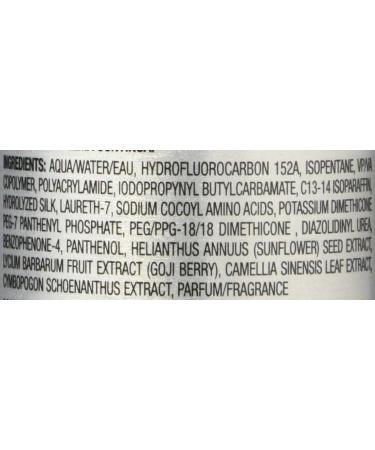 INGREDIENTS: AQUA/WATER/EAU, HYDROFLUOROCARBON 152A, ISOPENTANE, VP/VA
COPOLYMER, POLYACRYLAMIDE, IODOPROPYNYL BUTYLCARBAMATE, C13-14 ISOPARAFFIN,
HYDROLYZED SILK, LAURETH-7, SODIUM COCOYL AMINO ACIDS, POTASSIUM DIMETHICONE
PEG-7 PANTHENYL PHOSPHATE, PEG/PPG-18/18 DIMETHICONE , DIAZOLIDINYL UREA,
BENZOPHENONE-4, PANTHENOL, HELIANTHUS ANNUUS (SUNFLOWER) SEED EXTRACT,
LYCIUM BARBARUM FRUIT EXTRACT (GOJI BERRY), CAMELLIA SINENSIS LEAF EXTRACT,
CYMBOPOGON SCHOENANTHUS EXTRACT, PARFUM/FRAGRANCE